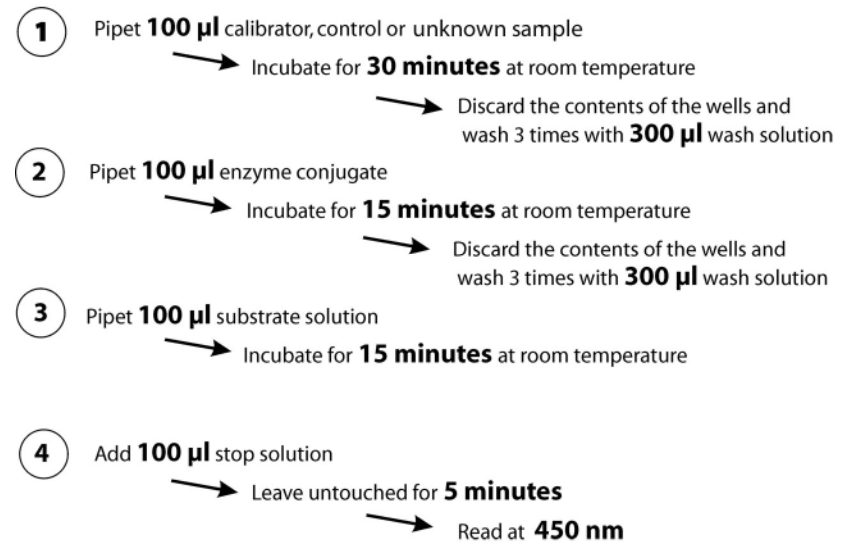 1 Pipet 100 µl calibrator, control or unknown sample
Incubate for 30 minutes at room temperature
Discard the contents of the wells and
wash 3 times with 300 µl wash solution
2 Pipet 100 µl enzyme conjugate
Incubate for 15 minutes at room temperature
Discard the contents of the wells and
wash 3 times with 300 µl wash solution
3 Pipet 100 µl substrate solution
Incubate for 15 minutes at room temperature
4 Add 100 µl stop solution
Leave untouched for 5 minutes
Read at 450 nm